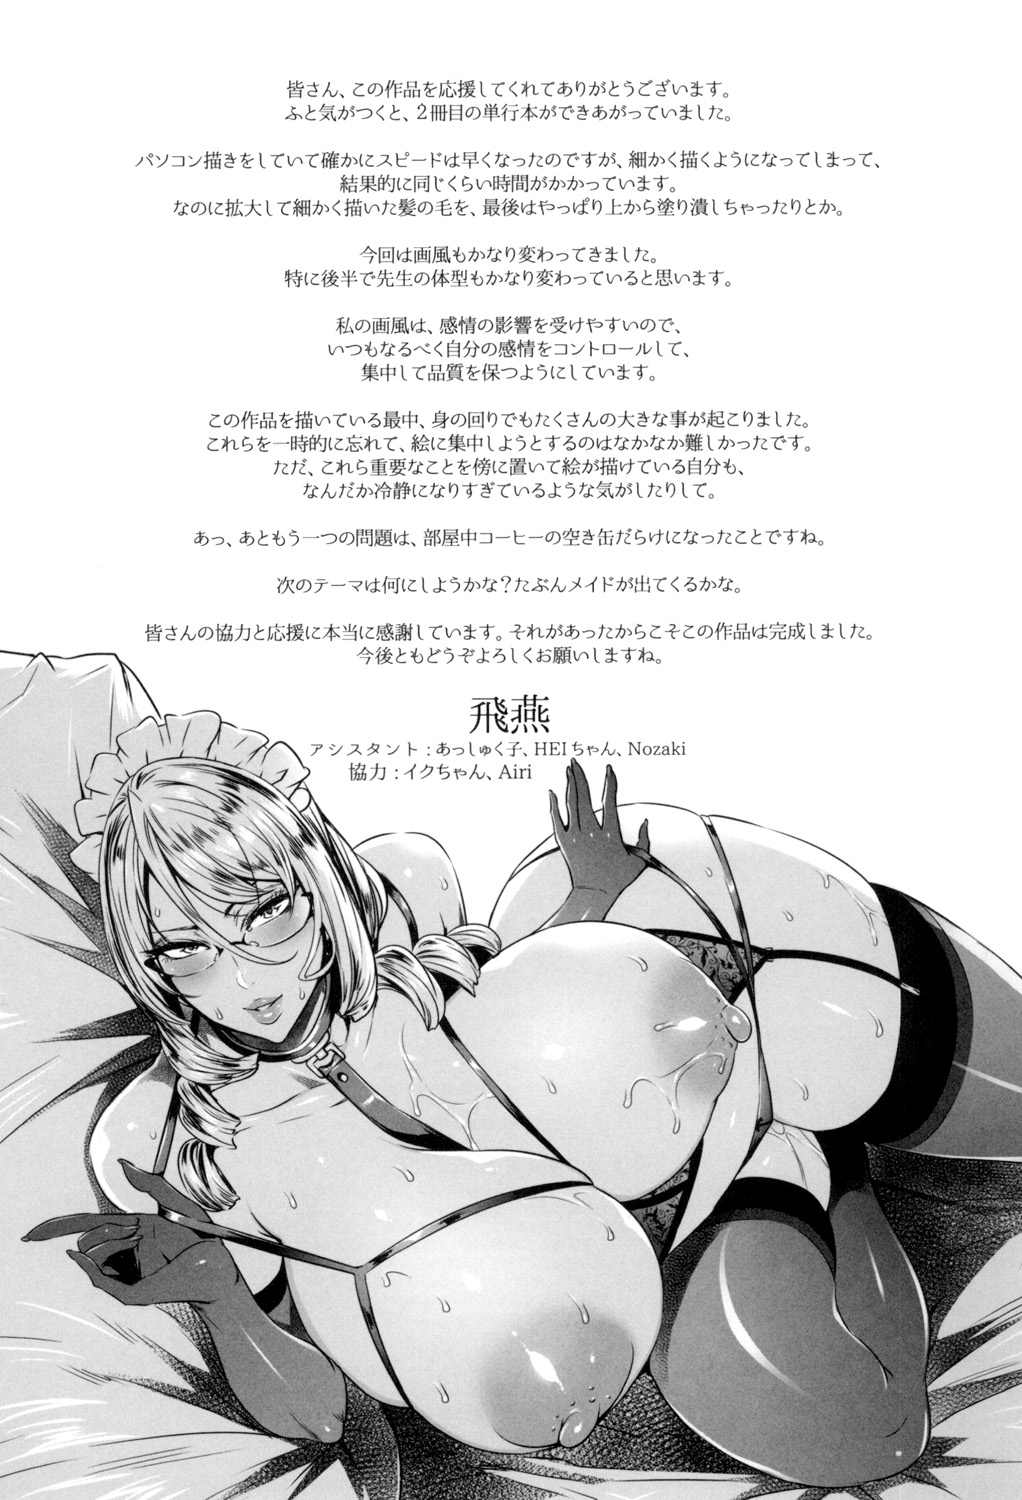 皆さん、この作品を応援してくれてありがとうございます。
ふと気がつくと、2冊目の単行本ができあがっていました。
パソコン描きをしていて確かにスピードは早くなったのですが、細かく描くようになってしまって、
結果的に同じくらい時間がかかっています。
なのに拡大して細かく描いた髪の毛を、最後はやっぱり上から塗り潰しちゃったりとか。
今回は画風もかなり変わってきました。
特に後半で先生の体型もかなり変わっていると思います。
私の画風は、感情の影響を受けやすいので、
いつもなるべく自分の感情をコントロールして、
集中して品質を保つようにしています。
この作品を描いている最中、身の回りでもたくさんの大きな事が起こりました。
これらを一時的に忘れて、絵に集中しようとするのはなかなか難しかったです。
ただ、これら重要なことを傍に置いて絵が描けている自分も、
なんだか冷静になりすぎているような気がしたりして。
あっ、あともう一つの問題は、部屋中コーヒーの空き缶だらけになったことですね。
次のテーマは何にしようかな?たぶんメイドが出てくるかな。
皆さんの協力と応援に本当に感謝しています。それがあったからこそこの作品は完成しました。
今後ともどうぞよろしくお願いしますね。
飛燕
アシスタント:あっしゅく子、HEIちゃん、Nozaki
協力:イクちゃん、Airi